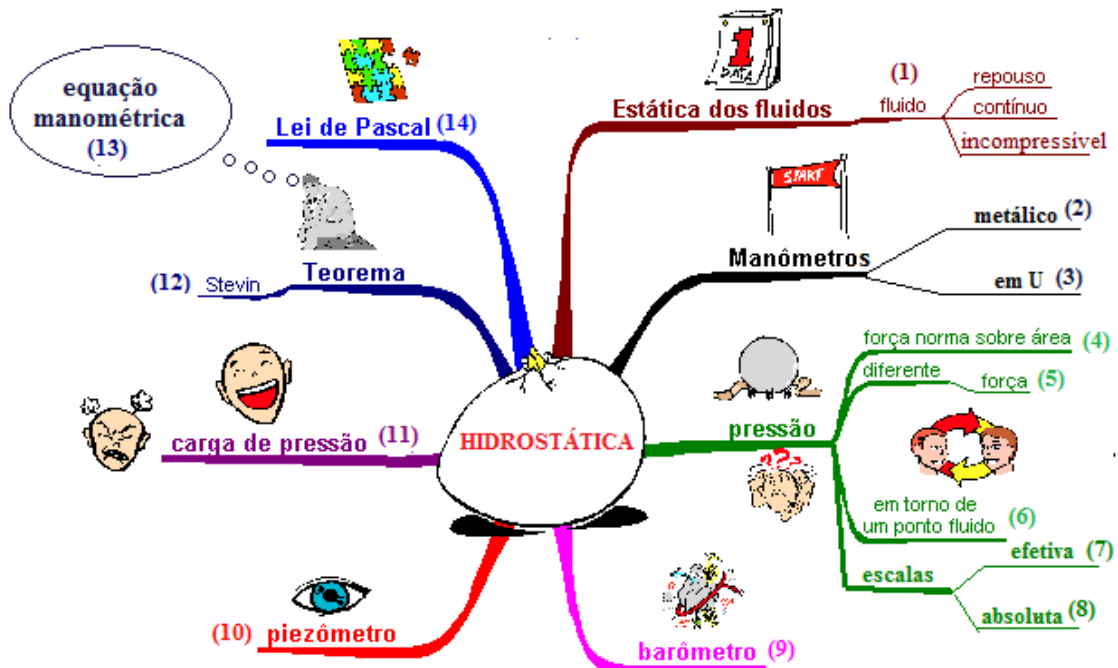 equação
manométrica
(13)
Lei de Pascal (14)
1
DATA
Estática dos fluidos
(1)
fluido
repouso
contínuo
incompressível
START
Manômetros
metálico (2)
em U (3)
(12) Stevin
Teorema
força norma sobre área (4)
diferente
força (5)
pressão
em torno de
um ponto fluido (6)
escalas
efetiva (7)
absoluta (8)
carga de pressão (11)
HIDROSTÁTICA
???
(10) piezômetro
barômetro (9)